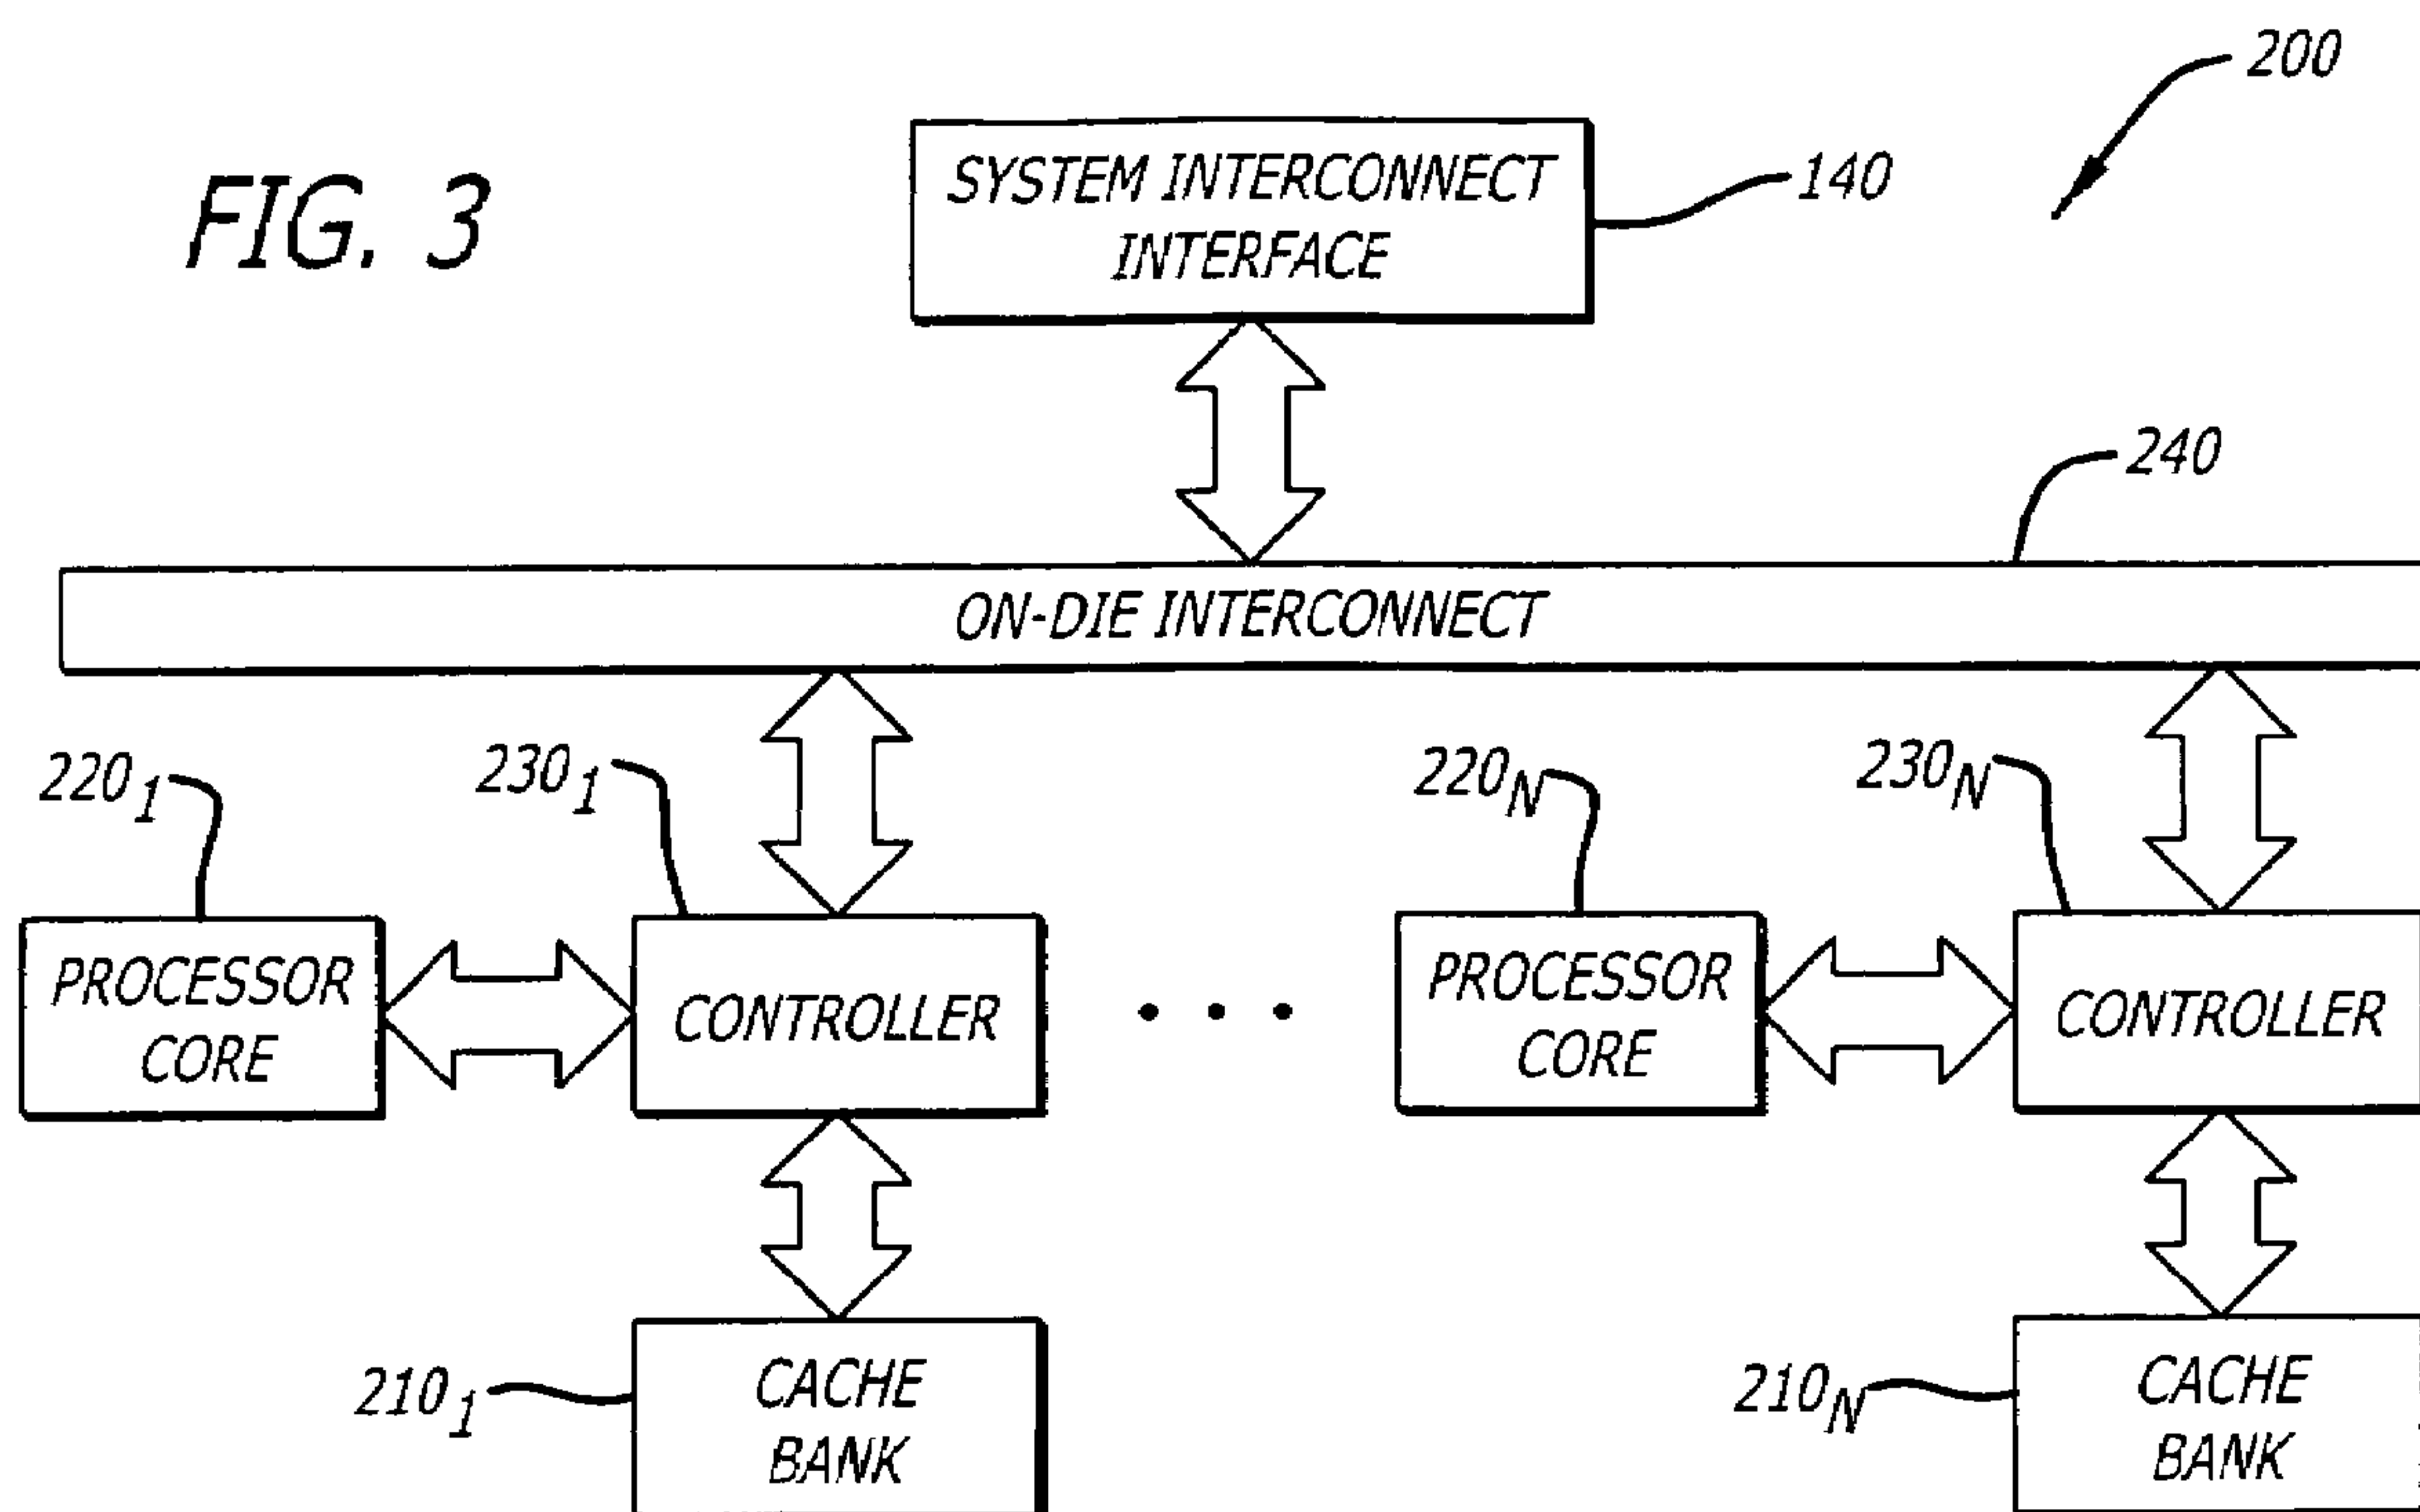 FIG. 3
200
SYSTEM INTERCONNECT
INTERFACE
140
240
ON-DIE INTERCONNECT
220₁
230₁
220N
230N
PROCESSOR
CORE
CONTROLLER
• • •
PROCESSOR
CORE
CONTROLLER
210₁
CACHE
BANK
210N
CACHE
BANK